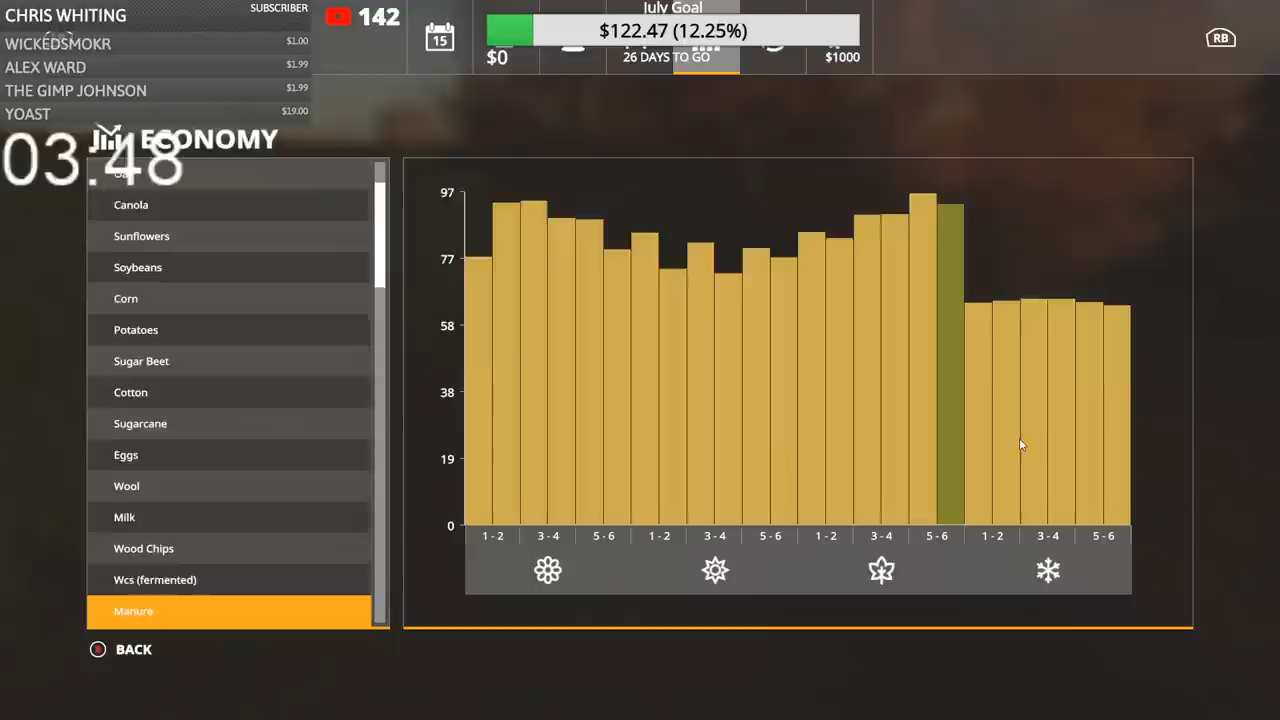 CHRIS WHITING
SUBSCRIBER
142
15
July Goal
$122.47 (12.25%)
$0
26 DAYS TO GO
$1000
RB
WICKEDSMOKR
$1.00
ALEX WARD
$1.99
THE GIMP JOHNSON
$1.99
YOAST
$19.00
03:48
ECONOMY
Canola
Sunflowers
Soybeans
Corn
Potatoes
Sugar Beet
Cotton
Sugarcane
Eggs
Wool
Milk
Wood Chips
Wcs (fermented)
Manure
97
77
58
38
19
0
1 - 2
3 - 4
5 - 6
1 - 2
3 - 4
5 - 6
1 - 2
3 - 4
5 - 6
1 - 2
3 - 4
5 - 6
BACK